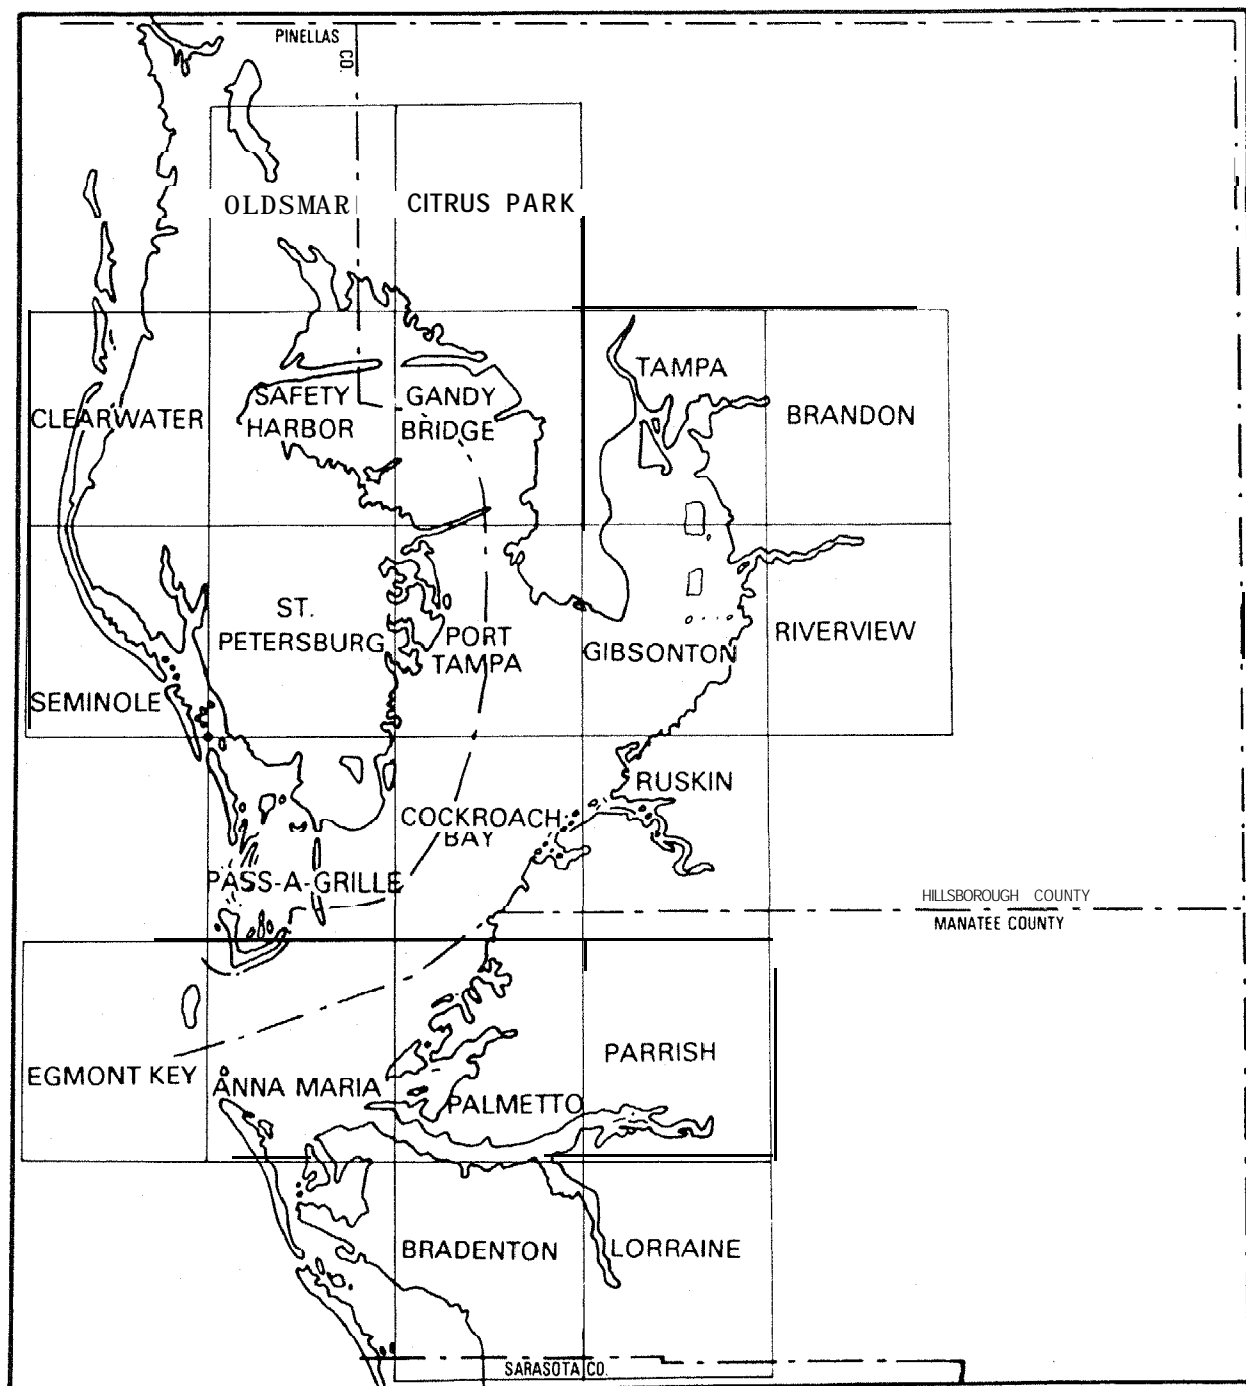 PINELLAS
CO.
OLDSMAR
CITRUS PARK
TAMPA
SAFETY
HARBOR
GANDY
BRIDGE
CLEARWATER
BRANDON
ST.
PETERSBURG
PORT
TAMPA
GIBSONTON
RIVERVIEW
SEMINOLE
RUSKIN
COCKROACH
BAY
PASS-A-GRILLE
HILLSBOROUGH COUNTY
MANATEE COUNTY
PARRISH
EGMONT KEY
ANNA MARIA
PALMETTO
BRADENTON
LORRAINE
SARASOTA CO.